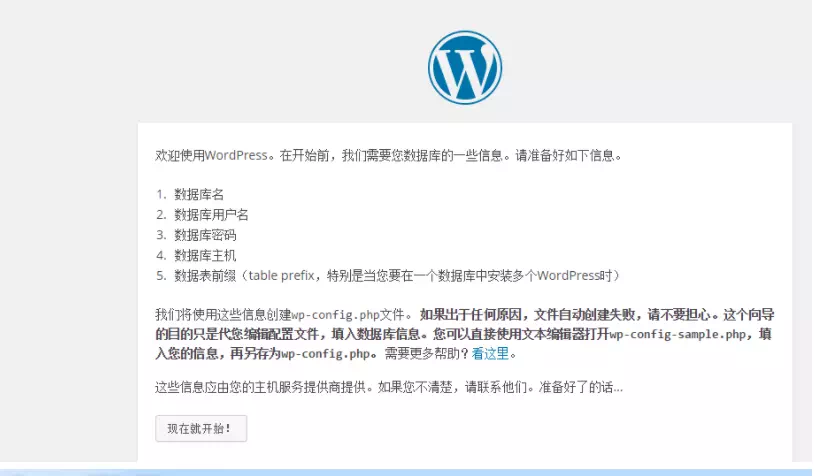 欢迎使用WordPress。在开始前，我们需要您数据库的一些信息。请准备好如下信息。
1. 数据库名
2. 数据库用户名
3. 数据库密码
4. 数据库主机
5. 数据表前缀（table prefix，特别是当您要在一个数据库中安装多个WordPress时）
我们将使用这些信息创建wp-config.php文件。 如果出于任何原因，文件自动创建失败，请不要担心。这个向导
的目的只是代您编辑配置文件，填入数据库信息。您可以直接使用文本编辑器打开wp-config-sample.php，填
入您的信息，再另存为wp-config.php。 需要更多帮助？看这里。
这些信息应由您的主机服务提供商提供。如果您不清楚，请联系他们。准备好了的话…
现在就开始！